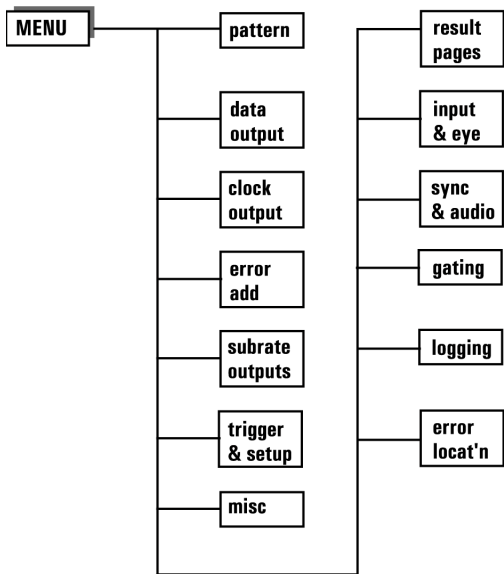 MENU
pattern
data
output
clock
output
error
add
subrate
outputs
trigger
& setup
misc
result
pages
input
& eye
sync
& audio
gating
logging
error
locat'n